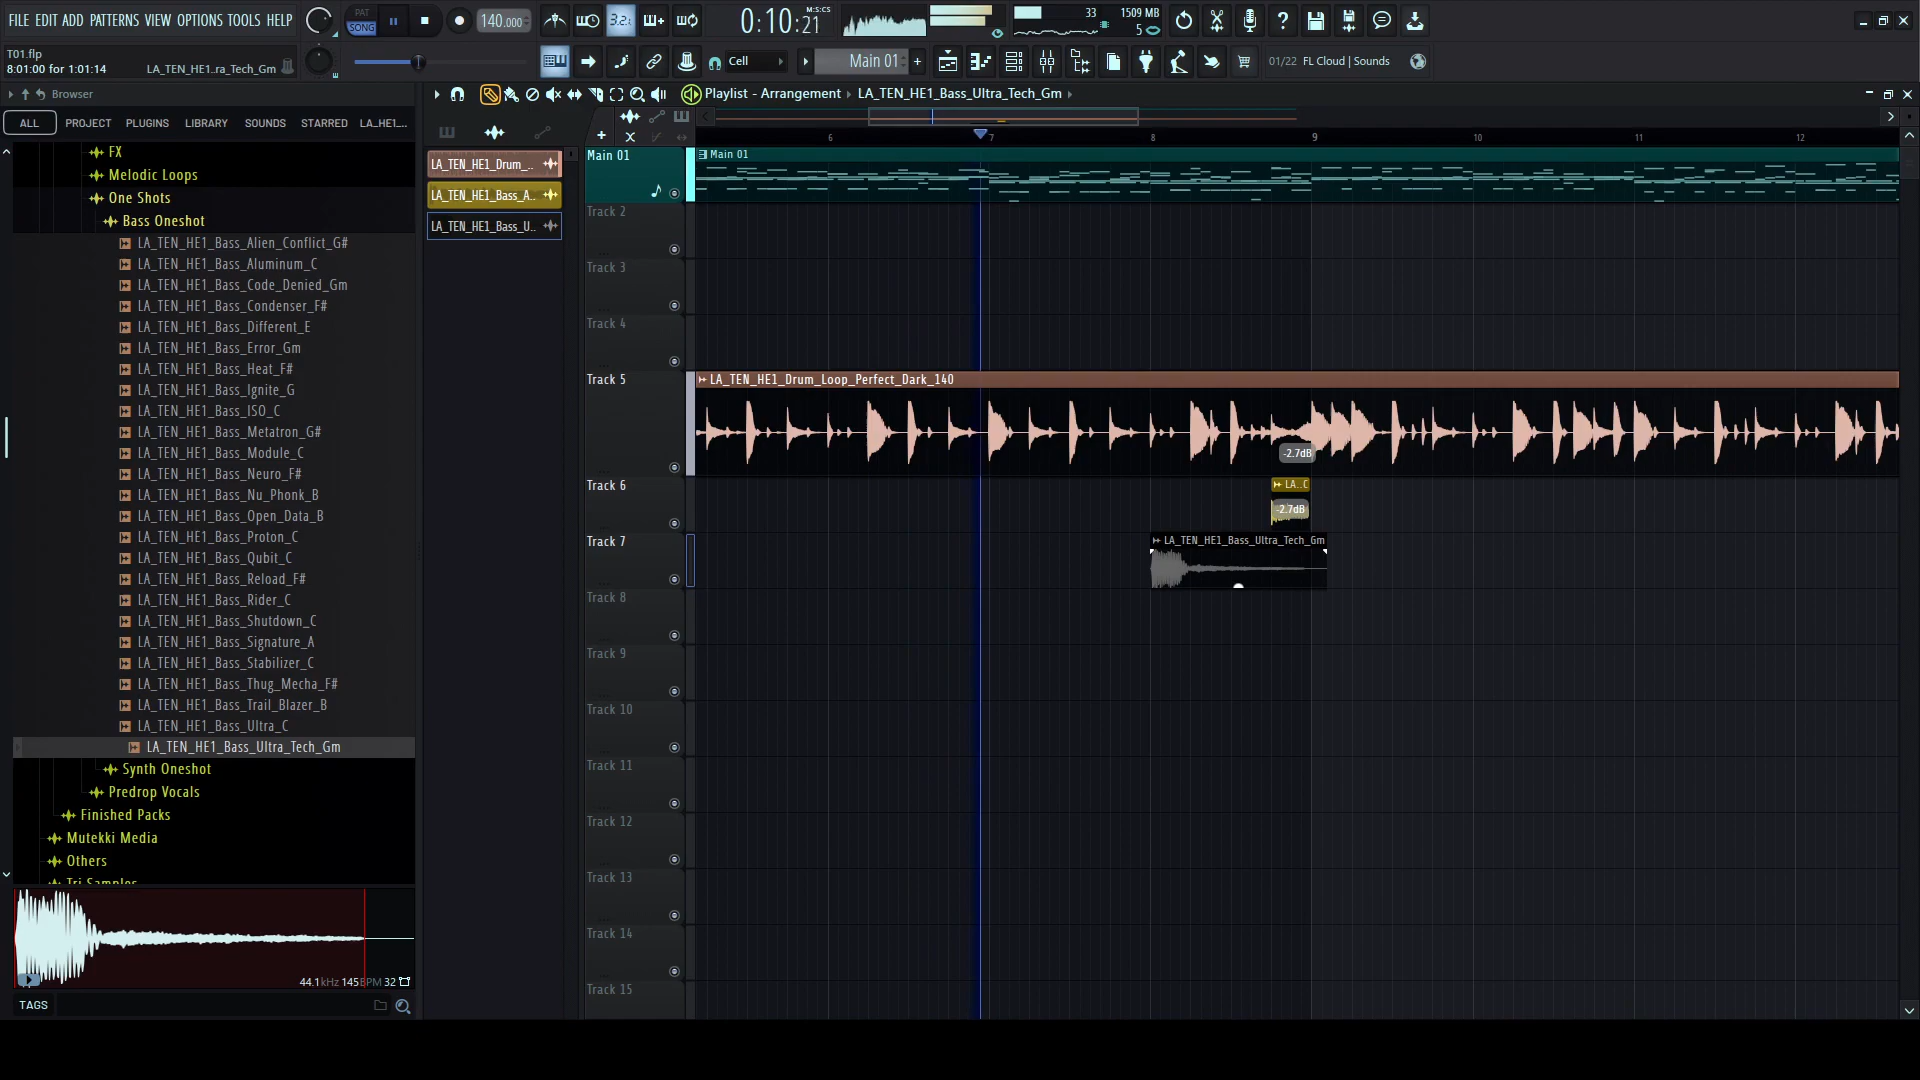 FILE EDIT ADD PATTERNS VIEW OPTIONS TOOLS HELP
PAT
SONG
140.000
3.2.
0:10:21
M:S:CS
33
1509 MB
5
T01.flp
8:01:00 for 1:01:14
LA_TEN_HE1..ra_Tech_Gm
Cell
Main 01
01/22 FL Cloud | Sounds
Browser
Playlist - Arrangement
LA_TEN_HE1_Bass_Ultra_Tech_Gm
ALL
PROJECT
PLUGINS
LIBRARY
SOUNDS
STARRED
LA_HE1_...
FX
Melodic Loops
One Shots
Bass Oneshot
LA_TEN_HE1_Bass_Alien_Conflict_G#
LA_TEN_HE1_Bass_Aluminum_C
LA_TEN_HE1_Bass_Code_Denied_Gm
LA_TEN_HE1_Bass_Condenser_F#
LA_TEN_HE1_Bass_Different_E
LA_TEN_HE1_Bass_Error_Gm
LA_TEN_HE1_Bass_Heat_F#
LA_TEN_HE1_Bass_Ignite_G
LA_TEN_HE1_Bass_ISO_C
LA_TEN_HE1_Bass_Metatron_G#
LA_TEN_HE1_Bass_Module_C
LA_TEN_HE1_Bass_Neuro_F#
LA_TEN_HE1_Bass_Nu_Phonk_B
LA_TEN_HE1_Bass_Open_Data_B
LA_TEN_HE1_Bass_Proton_C
LA_TEN_HE1_Bass_Qubit_C
LA_TEN_HE1_Bass_Reload_F#
LA_TEN_HE1_Bass_Rider_C
LA_TEN_HE1_Bass_Shutdown_C
LA_TEN_HE1_Bass_Signature_A
LA_TEN_HE1_Bass_Stabilizer_C
LA_TEN_HE1_Bass_Thug_Mecha_F#
LA_TEN_HE1_Bass_Trail_Blazer_B
LA_TEN_HE1_Bass_Ultra_C
LA_TEN_HE1_Bass_Ultra_Tech_Gm
Synth Oneshot
Predrop Vocals
Finished Packs
Mutekki Media
Others
Tri Samples
44.1kHz 145BPM 32
TAGS
LA_TEN_HE1_Drum_..
LA_TEN_HE1_Bass_A..
LA_TEN_HE1_Bass_U..
6
7
8
9
10
11
12
Main 01
Main 01
Track 2
Track 3
Track 4
Track 5
LA_TEN_HE1_Drum_Loop_Perfect_Dark_140
-2.7dB
Track 6
LA..C
-2.7dB
Track 7
LA_TEN_HE1_Bass_Ultra_Tech_Gm
Track 8
Track 9
Track 10
Track 11
Track 12
Track 13
Track 14
Track 15